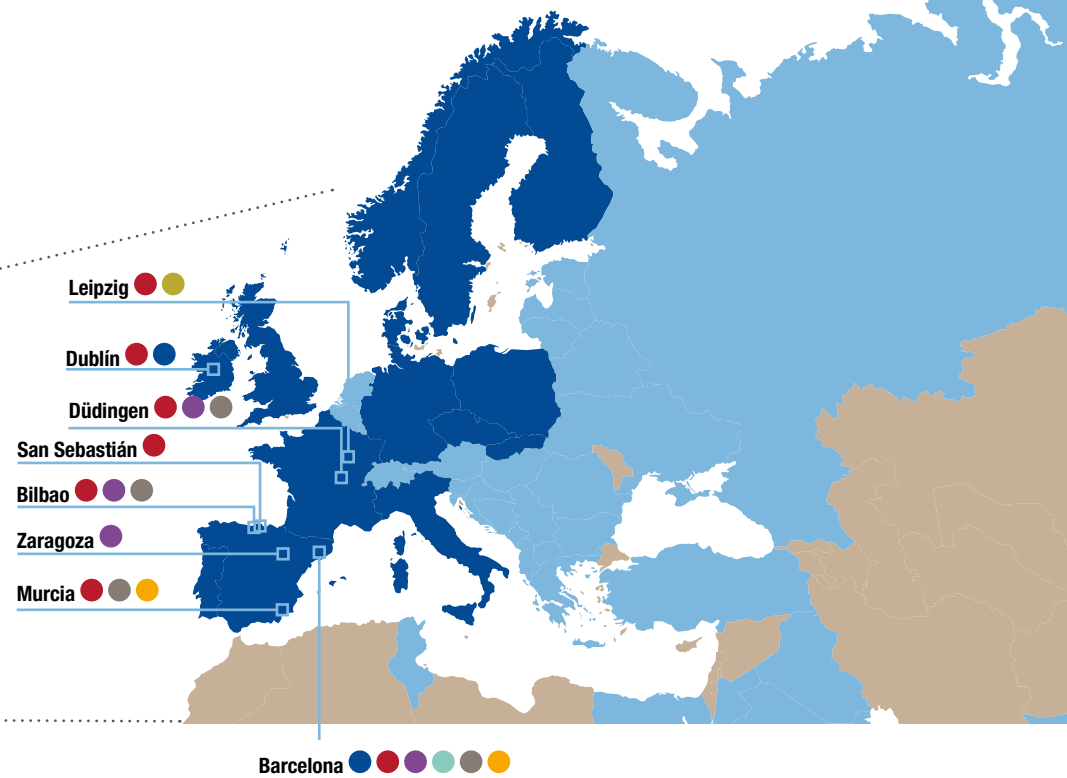 Leipzig
Dublín
Düdingen
San Sebastián
Bilbao
Zaragoza
Murcia
Barcelona